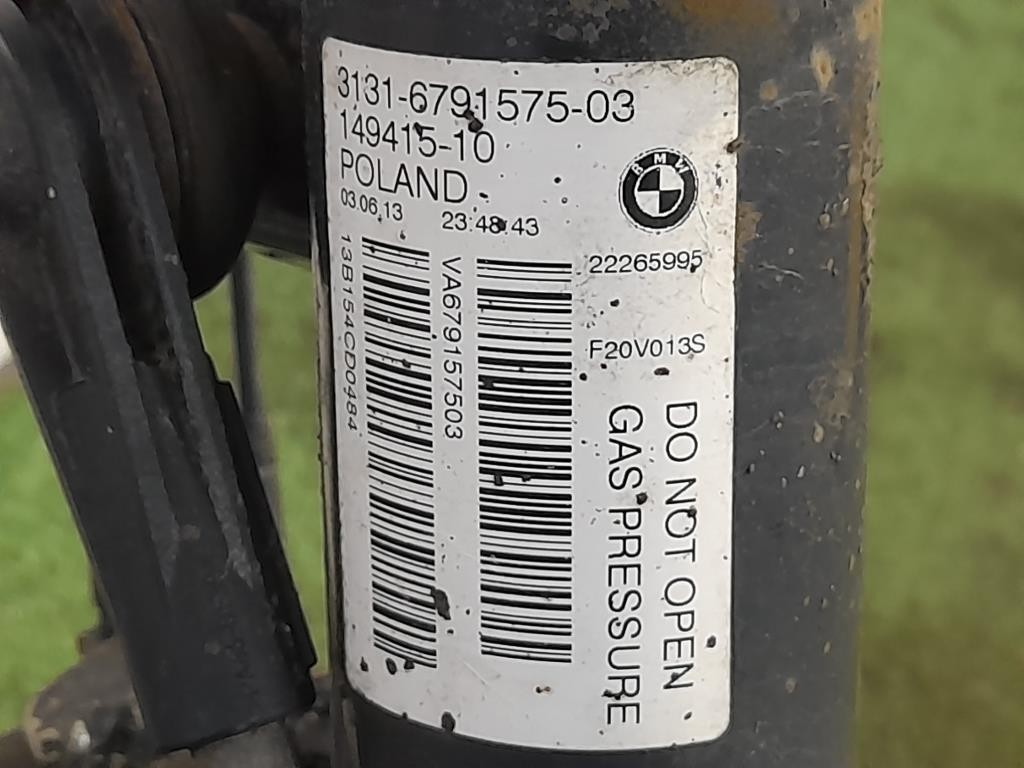 3131-6791575-03
149415-10
POLAND
03.06.13 23:48:43
BMW
22265995
F20V013S
13B154CD0484
VA679157503
DO NOT OPEN
GAS PRESSURE